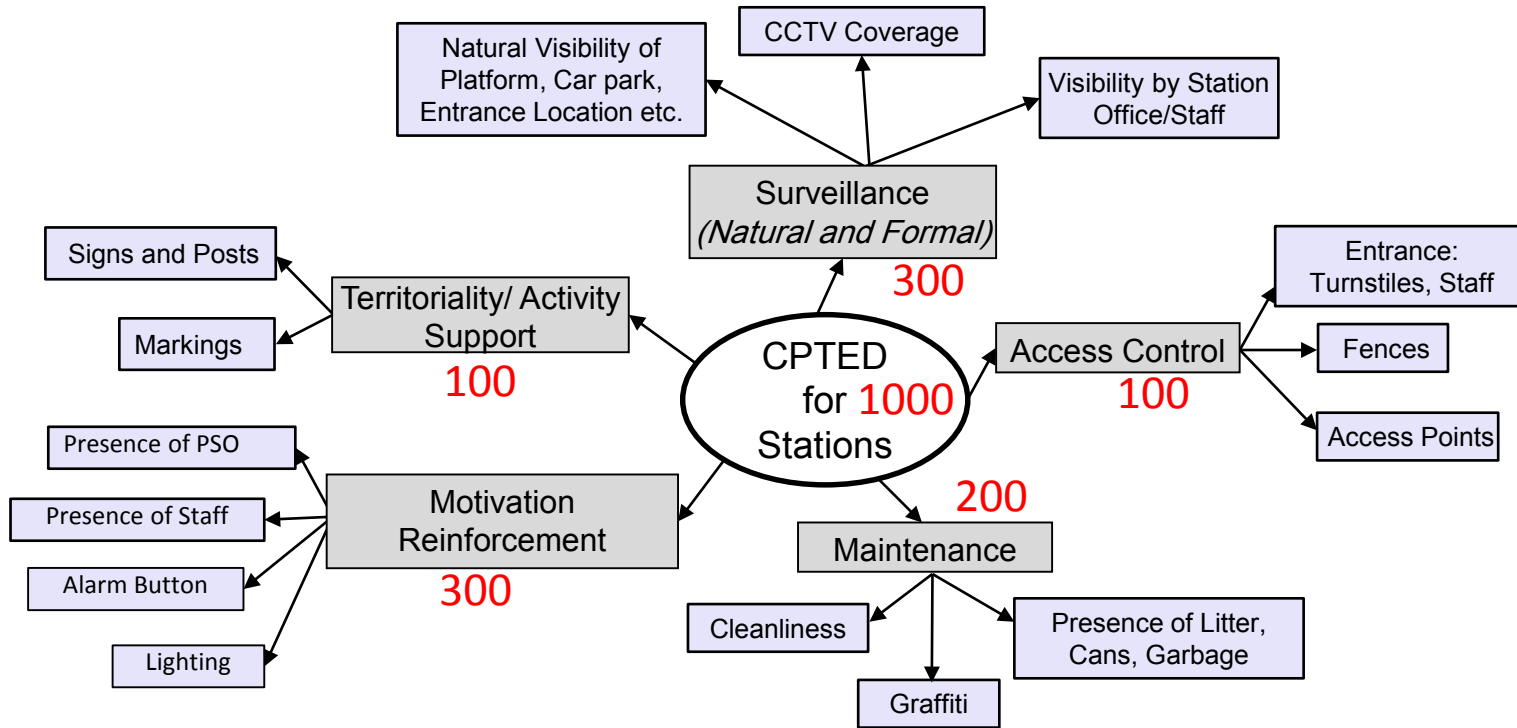 CCTV Coverage
Natural Visibility of
Platform, Car park,
Entrance Location etc.
Visibility by Station
Office/Staff
Surveillance
(Natural and Formal)
300
Signs and Posts
Markings
Territoriality/ Activity
Support
100
Entrance:
Turnstiles, Staff
Fences
Access Points
Access Control
100
CPTED
for 1000
Stations
Presence of PSO
Presence of Staff
Alarm Button
Lighting
Motivation
Reinforcement
300
200
Maintenance
Cleanliness
Graffiti
Presence of Litter,
Cans, Garbage